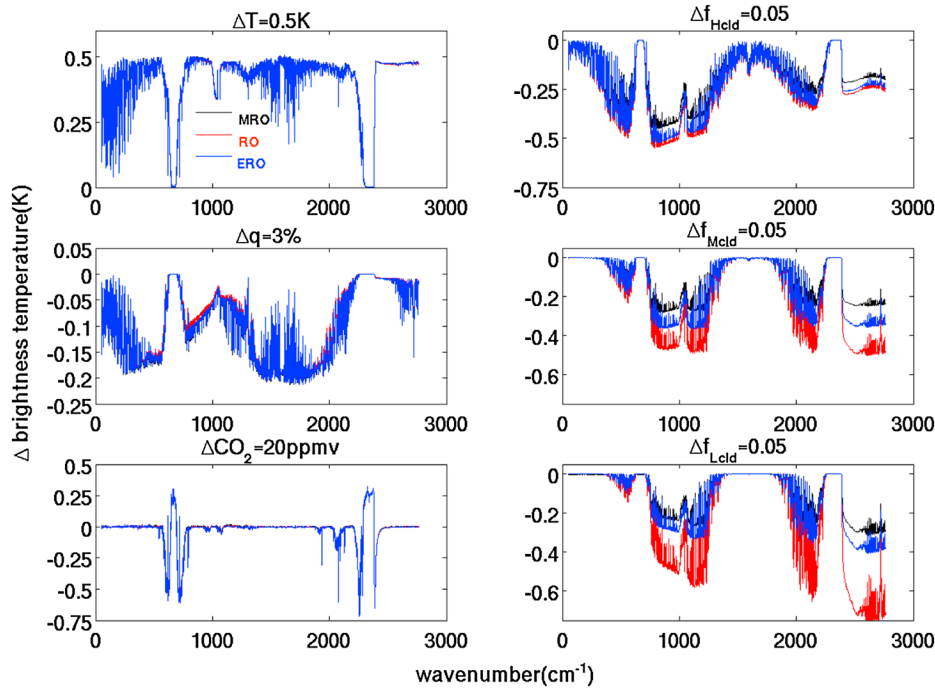 ΔT=0.5K
0.5
0.25
0
0 1000 2000 3000
MRO
RO
ERO
Δf_Hcld=0.05
0
-0.25
-0.5
-0.75
0 1000 2000 3000
Δq=3%
0.05
0
-0.05
-0.1
-0.15
-0.2
-0.25
0 1000 2000 3000
Δf_Mcld=0.05
0
-0.2
-0.4
-0.6
0 1000 2000 3000
ΔCO₂=20ppmv
0.5
0.25
0
-0.25
-0.5
-0.75
0 1000 2000 3000
Δf_Lcld=0.05
0
-0.2
-0.4
-0.6
0 1000 2000 3000
Δ brightness temperature(K)
wavenumber(cm⁻¹)